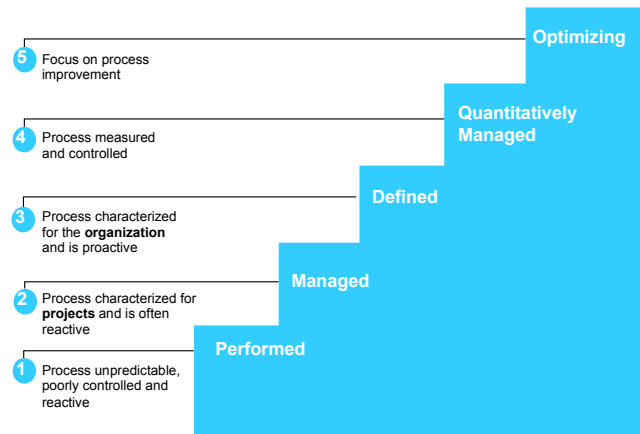 Optimizing
5
Focus on process
improvement
Quantitatively
Managed
4
Process measured
and controlled
Defined
3
Process characterized
for the organization
and is proactive
Managed
2
Process characterized for
projects and is often
reactive
Performed
1
Process unpredictable,
poorly controlled and
reactive